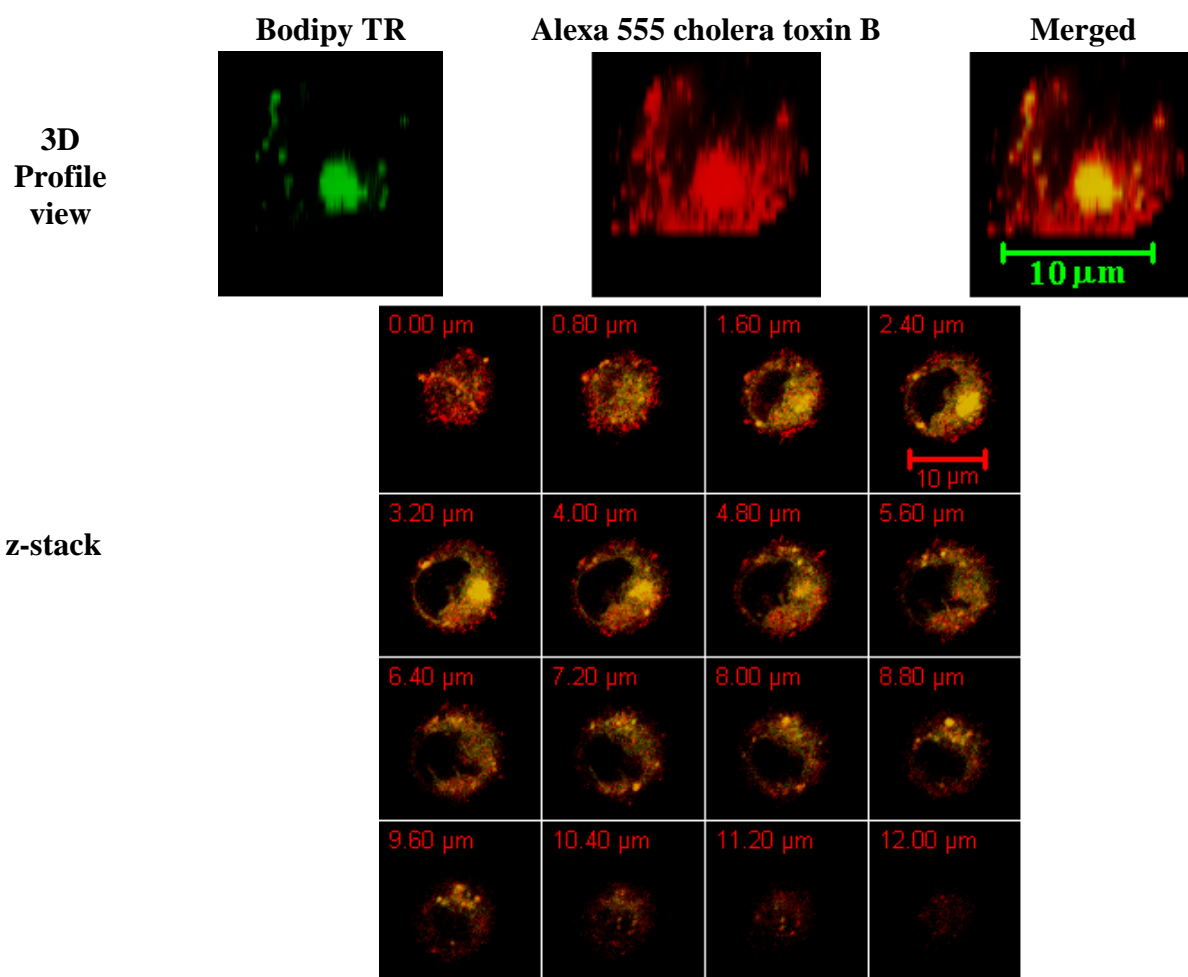 Bodipy TR Alexa 555 cholera toxin B Merged
3D
Profile
view
10 µm
0.00 µm 0.80 µm 1.60 µm 2.40 µm
10 µm
z-stack
3.20 µm 4.00 µm 4.80 µm 5.60 µm
6.40 µm 7.20 µm 8.00 µm 8.80 µm
9.60 µm 10.40 µm 11.20 µm 12.00 µm